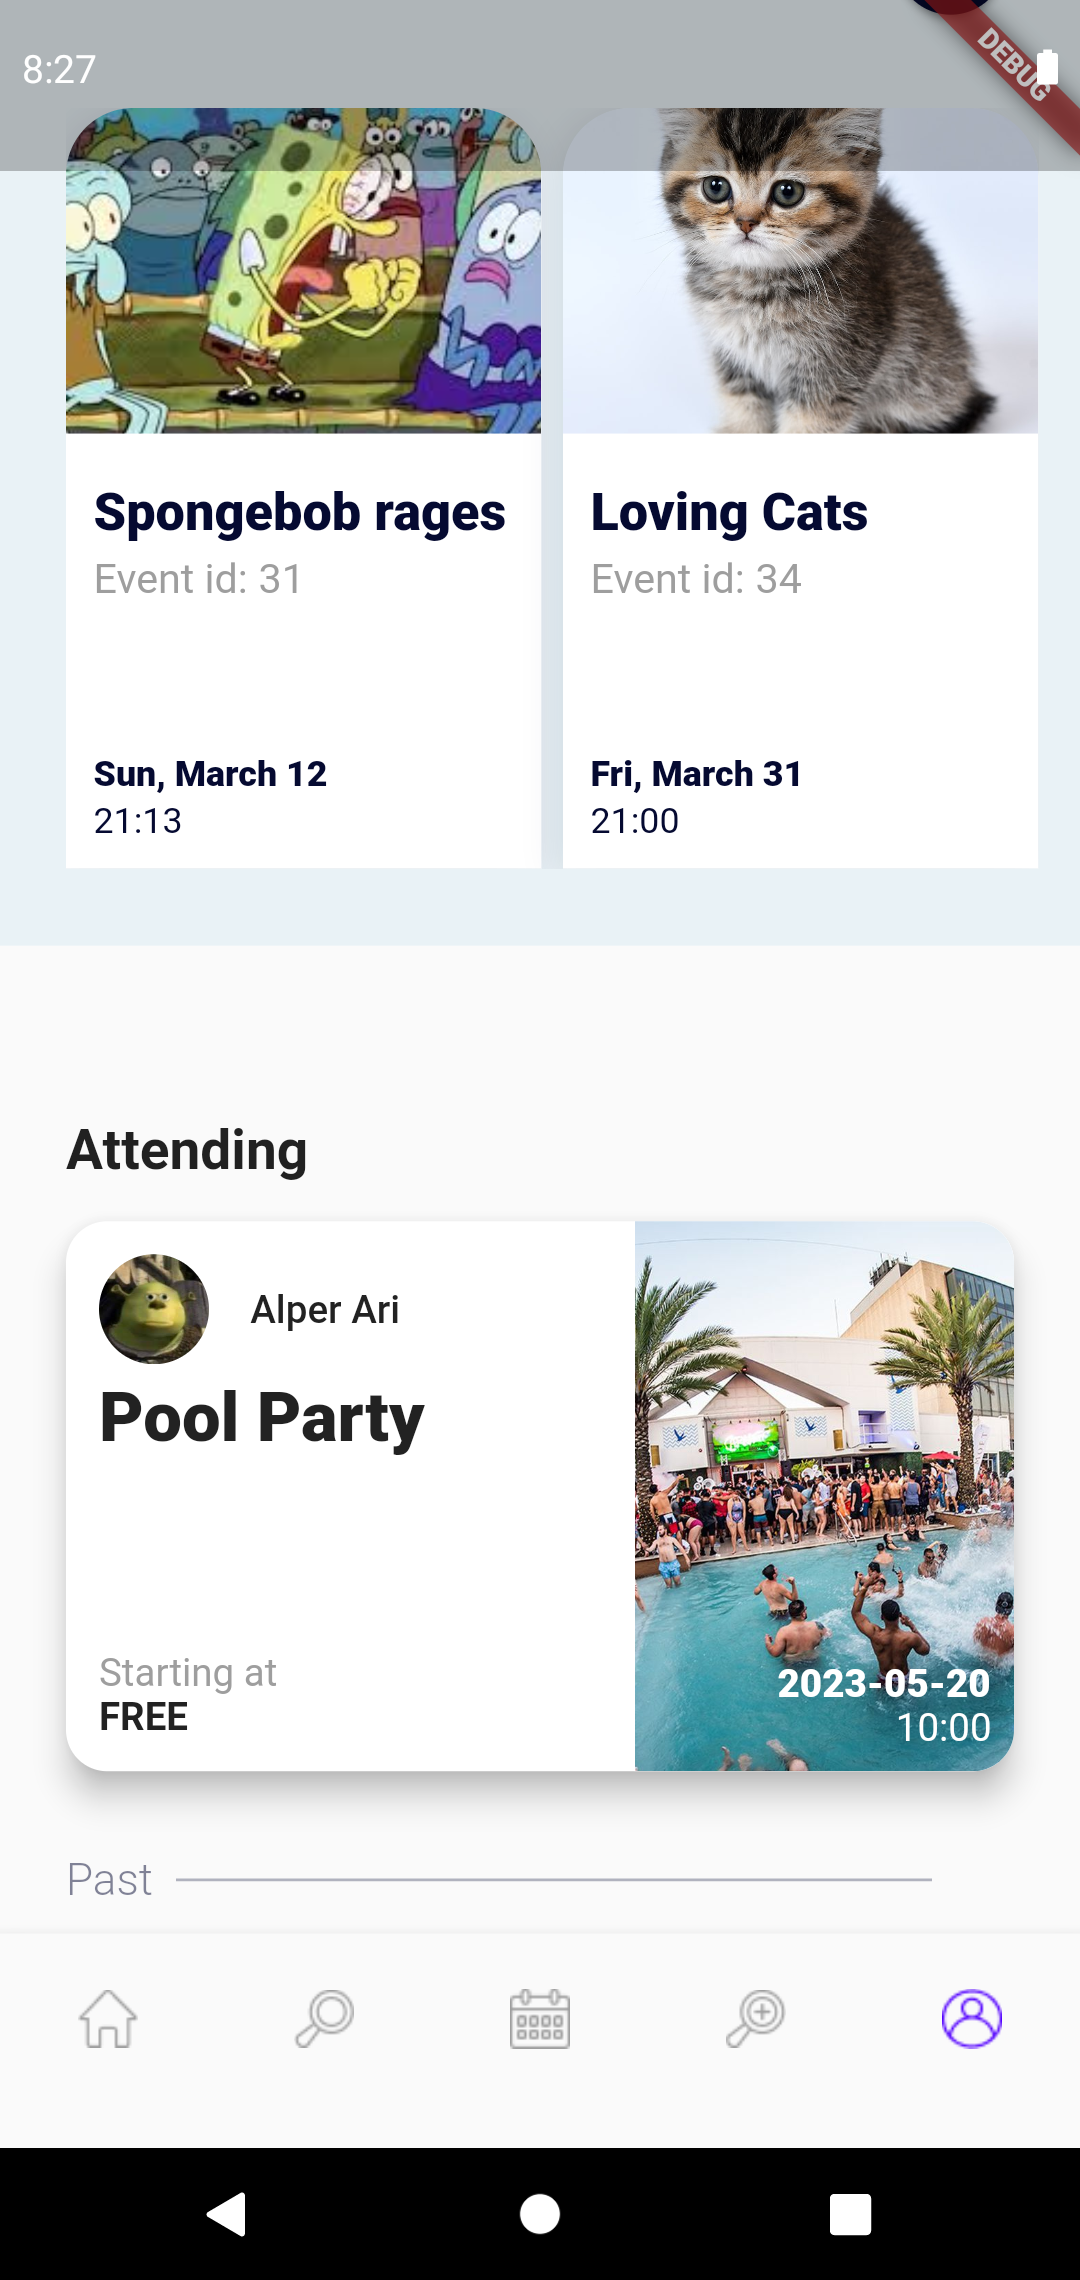 8:27
DEBUG
Spongebob rages
Event id: 31
Sun, March 12
21:13
Loving Cats
Event id: 34
Fri, March 31
21:00
Attending
Alper Ari
Pool Party
Starting at
FREE
2023-05-20
10:00
Past